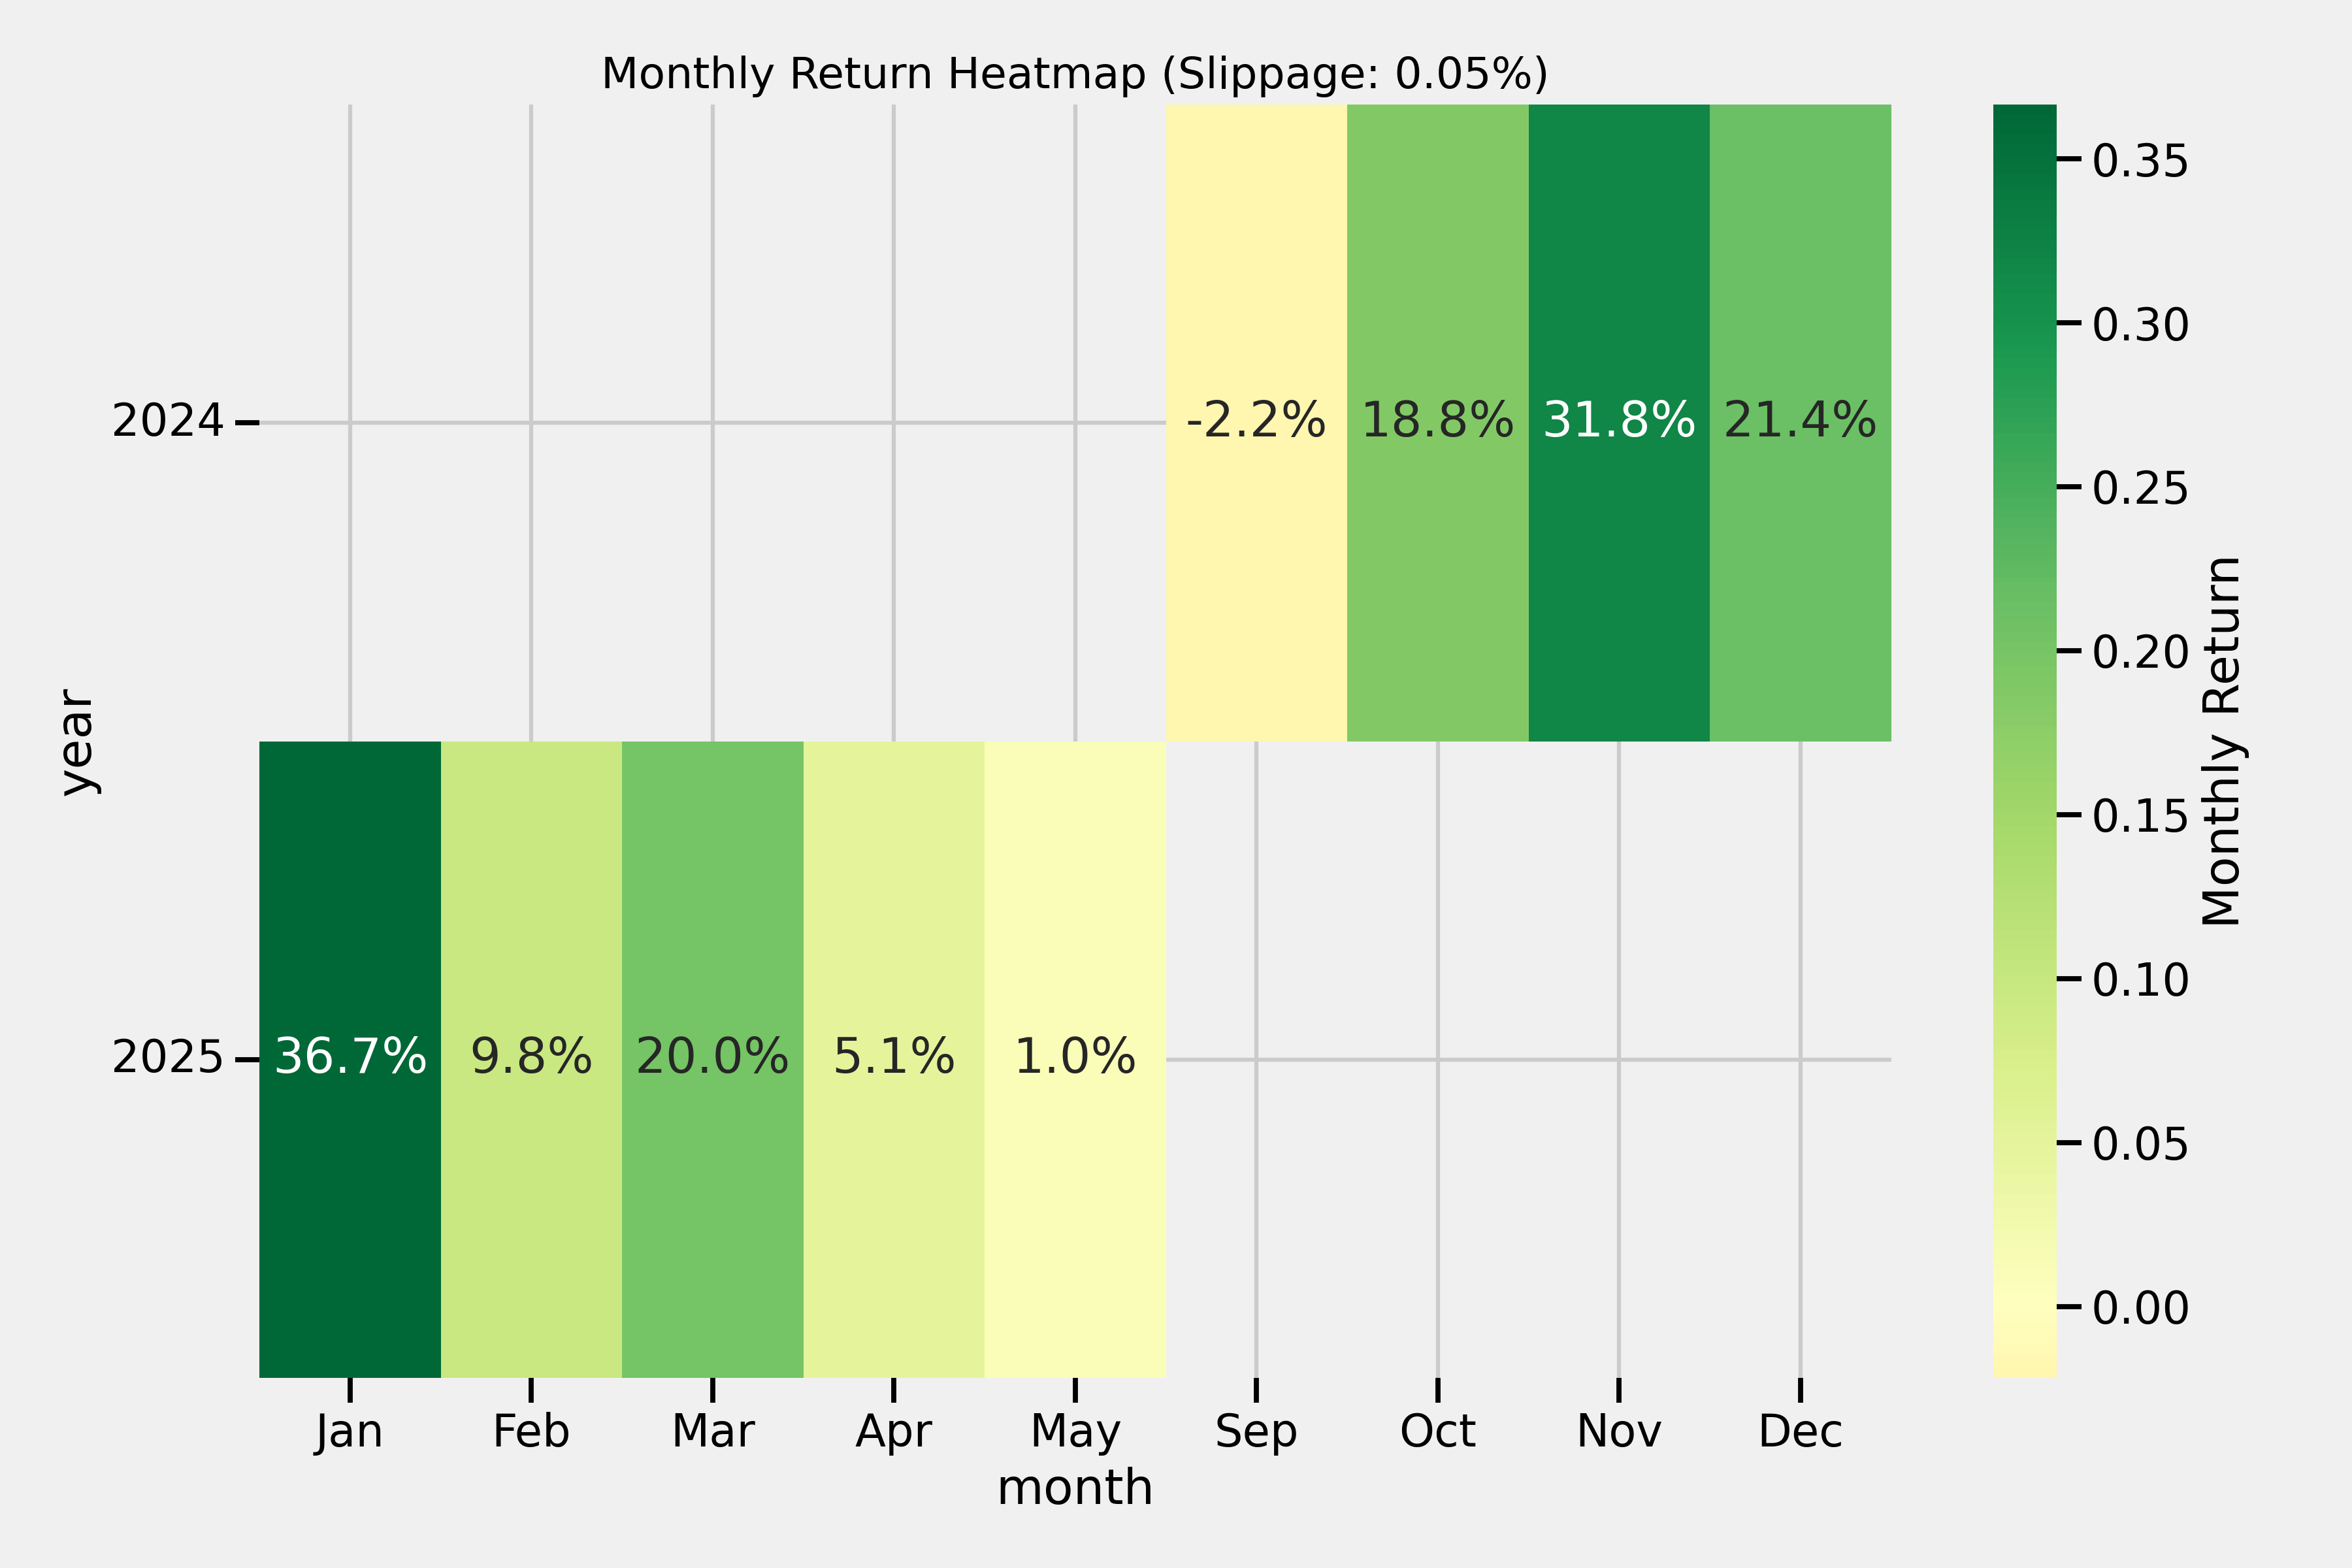 Monthly Return Heatmap (Slippage: 0.05%)
year
2024
-2.2% 18.8% 31.8% 21.4%
2025
36.7% 9.8% 20.0% 5.1% 1.0%
Jan Feb Mar Apr May Sep Oct Nov Dec
month
0.35
0.30
0.25
0.20
0.15
0.10
0.05
0.00
Monthly Return